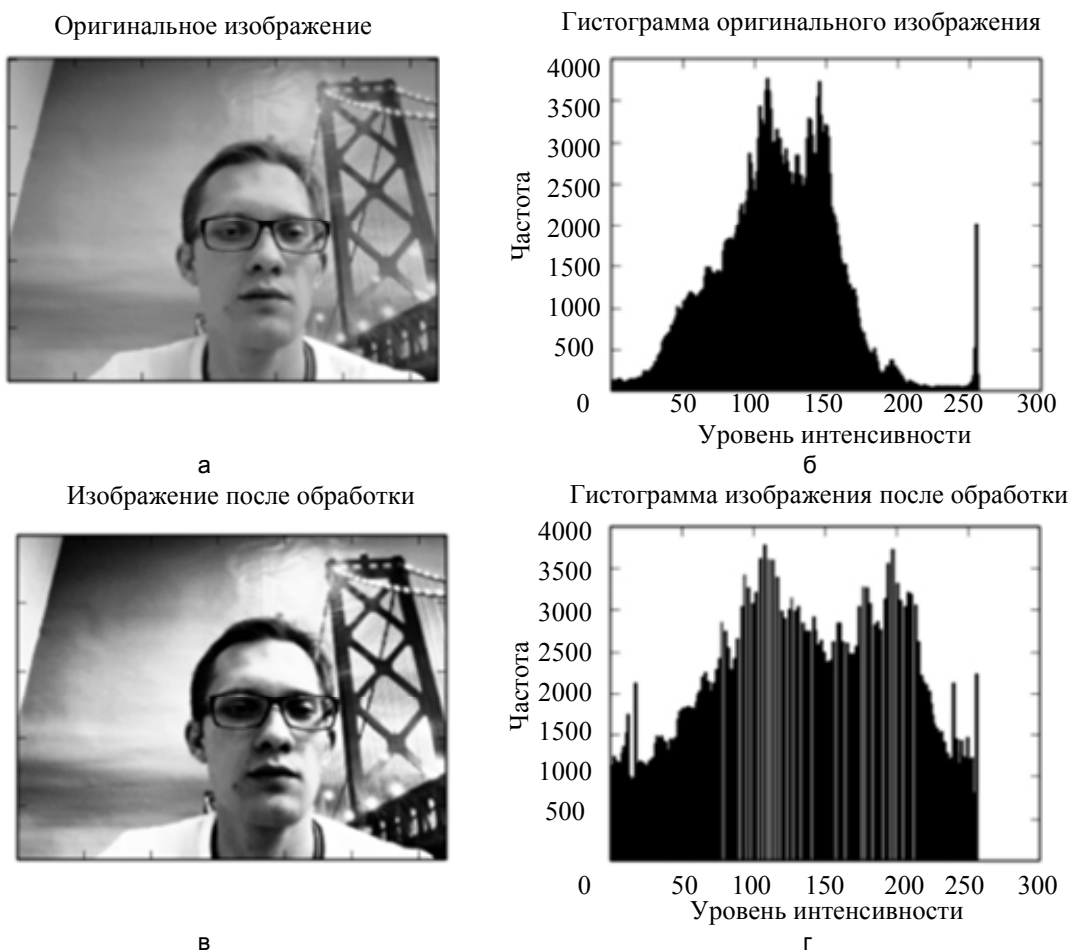 Оригинальное изображение
Гистограмма оригинального изображения
4000
3500
3000
2500
2000
1500
1000
500
Частота
0 50 100 150 200 250 300
Уровень интенсивности
а
б
Изображение после обработки
Гистограмма изображения после обработки
4000
3500
3000
2500
2000
1500
1000
500
Частота
0 50 100 150 200 250 300
Уровень интенсивности
в
г